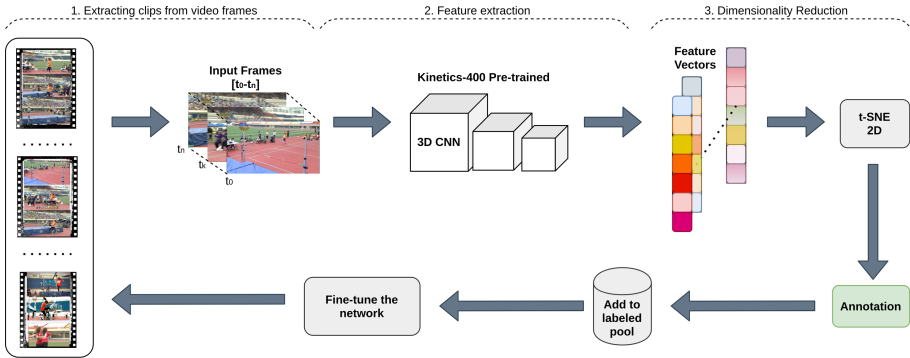 1. Extracting clips from video frames
2. Feature extraction
3. Dimensionality Reduction
Input Frames
[t0-tn]
tn
tk
t0
Kinetics-400 Pre-trained
3D CNN
Feature
Vectors
t-SNE
2D
Annotation
Add to
labeled
pool
Fine-tune the
network